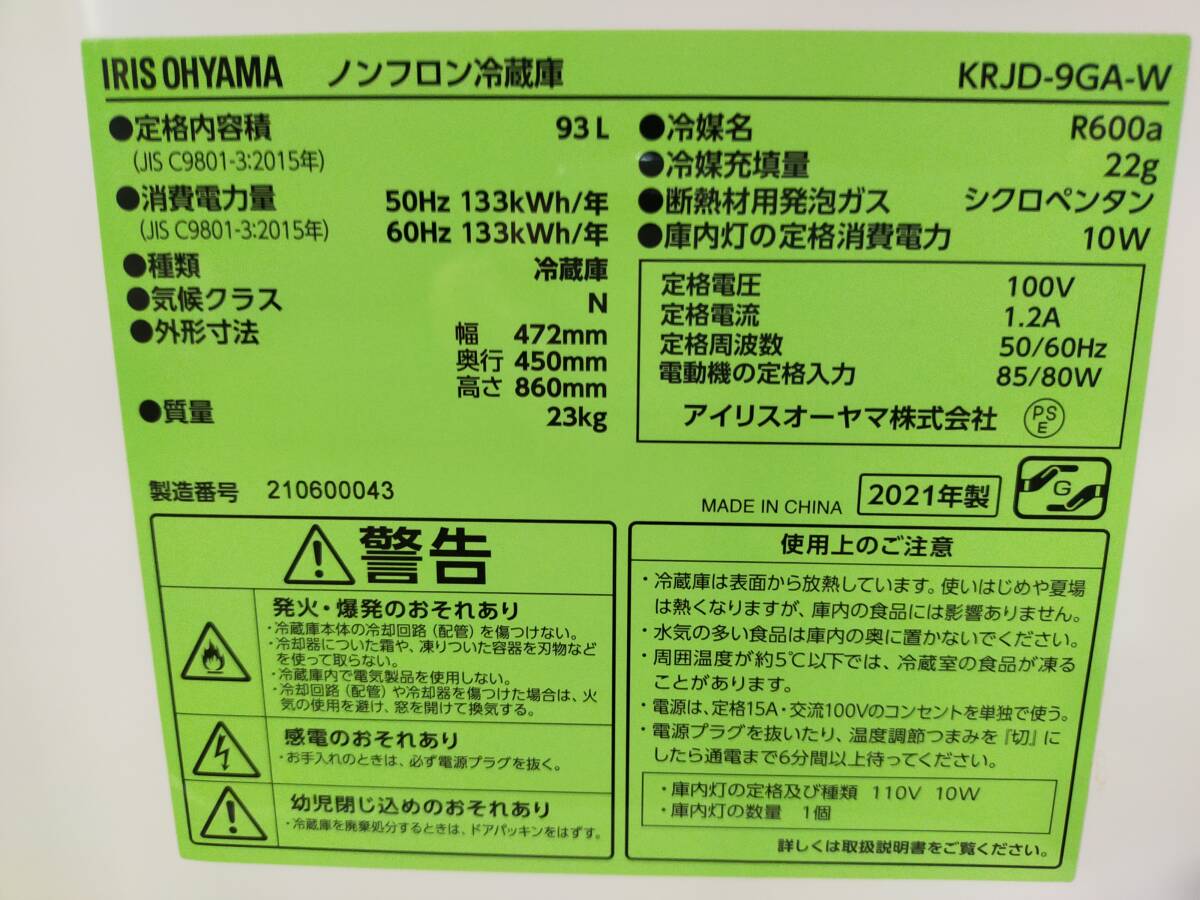 IRIS OHYAMA ノンフロン冷蔵庫 KRJD-9GA-W
●定格内容積 93L
(JIS C9801-3:2015年)
●消費電力量 50Hz 133kWh/年
(JIS C9801-3:2015年) 60Hz 133kWh/年
●種類 冷蔵庫
●気候クラス N
●外形寸法 幅 472mm
奥行 450mm
高さ 860mm
●質量 23kg
●冷媒名 R600a
●冷媒充填量 22g
●断熱材用発泡ガス シクロペンタン
●庫内灯の定格消費電力 10W
定格電圧 100V
定格電流 1.2A
定格周波数 50/60Hz
電動機の定格入力 85/80W
アイリスオーヤマ株式会社 PSE
製造番号 210600043
MADE IN CHINA 2021年製 G
警告
発火・爆発のおそれあり
・冷蔵庫本体の冷却回路(配管)を傷つけない。
・冷却器についた霜や、凍りついた容器を刃物など
を使って取らない。
・冷蔵庫内で電気製品を使用しない。
・冷却回路(配管)や冷却器を傷つけた場合は、火
気の使用を避け、窓を開けて換気する。
感電のおそれあり
・お手入れのときは、必ず電源プラグを抜く。
幼児閉じ込めのおそれあり
・冷蔵庫を廃棄処分するときは、ドアパッキンをはずす。
使用上のご注意
・冷蔵庫は表面から放熱しています。使いはじめや夏場
は熱くなりますが、庫内の食品には影響ありません。
・水気の多い食品は庫内の奥に置かないでください。
・周囲温度が約5℃以下では、冷蔵室の食品が凍る
ことがあります。
・電源は、定格15A・交流100Vのコンセントを単独で使う。
・電源プラグを抜いたり、温度調節つまみを『切』に
したら通電まで6分間以上待ってください。
・庫内灯の定格及び種類 110V 10W
・庫内灯の数量 1個
詳しくは取扱説明書をご覧ください。